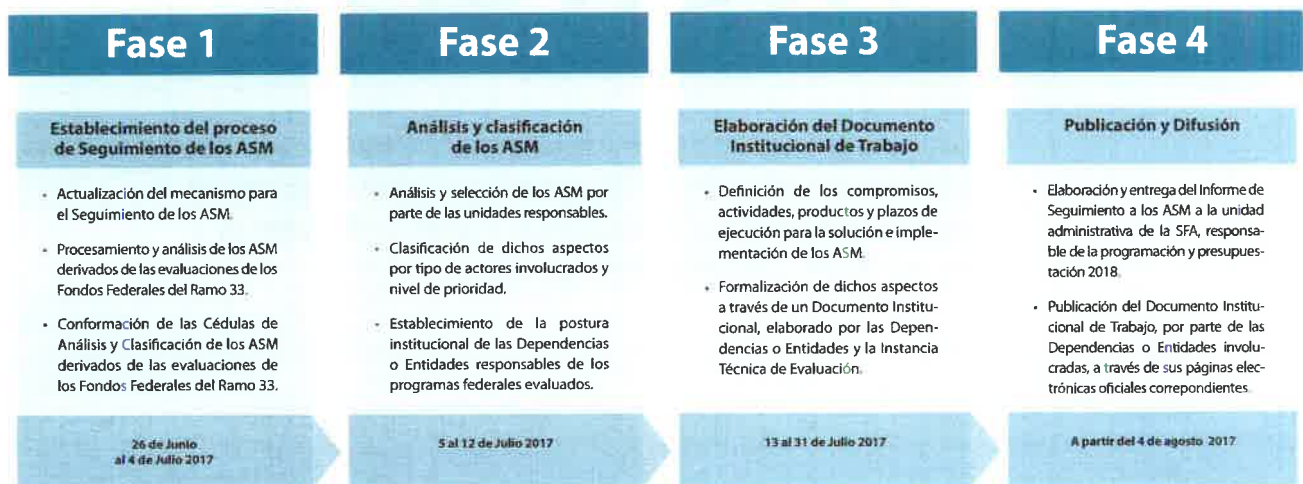 Fase 1
Establecimiento del proceso
de Seguimiento de los ASM
• Actualización del mecanismo para
el Seguimiento de los ASM.
• Procesamiento y análisis de los ASM
derivados de las evaluaciones de los
Fondos Federales del Ramo 33.
• Conformación de las Cédulas de
Análisis y Clasificación de los ASM
derivados de las evaluaciones de
los Fondos Federales del Ramo 33.
26 de Junio
al 4 de Julio 2017
Fase 2
Análisis y clasificación
de los ASM
• Análisis y selección de los ASM por
parte de las unidades responsables.
• Clasificación de dichos aspectos
por tipo de actores involucrados y
nivel de prioridad.
• Establecimiento de la postura
institucional de las Dependencias
o Entidades responsables de los
programas federales evaluados.
5 al 12 de Julio 2017
Fase 3
Elaboración del Documento
Institucional de Trabajo
• Definición de los compromisos,
actividades, productos y plazos de
ejecución para la solución e imple-
mentación de los ASM.
• Formalización de dichos aspectos
a través de un Documento Institu-
cional, elaborado por las Depen-
dencias o Entidades y la Instancia
Técnica de Evaluación.
13 al 31 de Julio 2017
Fase 4
Publicación y Difusión
• Elaboración y entrega del Informe de
Seguimiento a los ASM a la unidad
administrativa de la SFA, responsa-
ble de la programación y presupues-
tación 2018.
• Publicación del Documento Institu-
cional de Trabajo, por parte de las
Dependencias o Entidades involu-
cradas, a través de sus páginas elec-
trónicas oficiales correpondientes.
A partir del 4 de agosto 2017